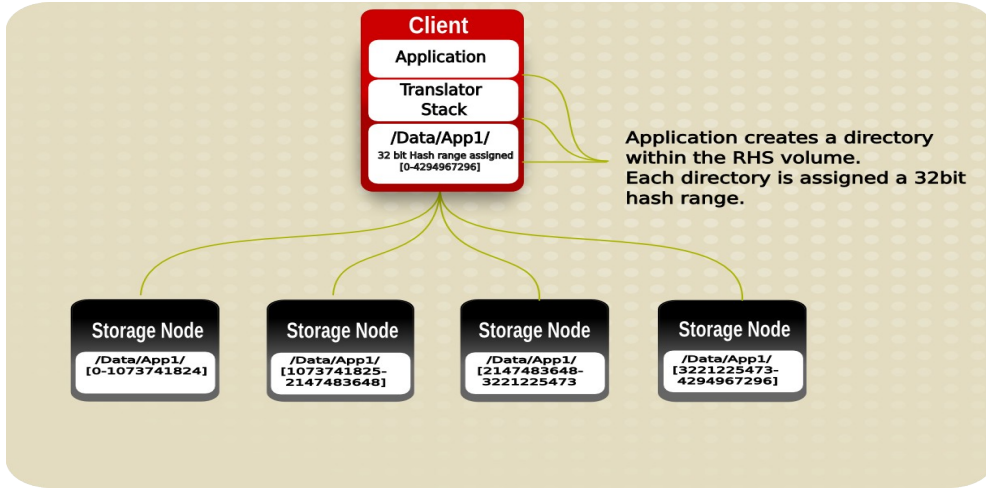 Client
Application
Translator
Stack
/Data/App1/
32 bit Hash range assigned
[0-4294967296]
Application creates a directory
within the RHS volume.
Each directory is assigned a 32bit
hash range.
Storage Node
/Data/App1/
[0-1073741824]
Storage Node
/Data/App1/
[1073741825-
2147483648]
Storage Node
/Data/App1/
[2147483648-
3221225473
Storage Node
/Data/App1/
[3221225473-
4294967296]